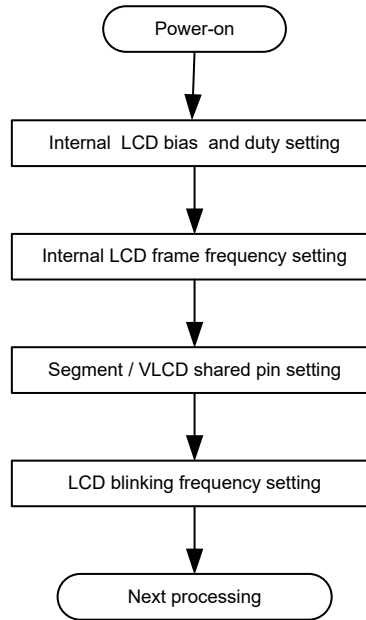 Power-on
Internal LCD bias and duty setting
Internal LCD frame frequency setting
Segment / VLCD shared pin setting
LCD blinking frequency setting
Next processing